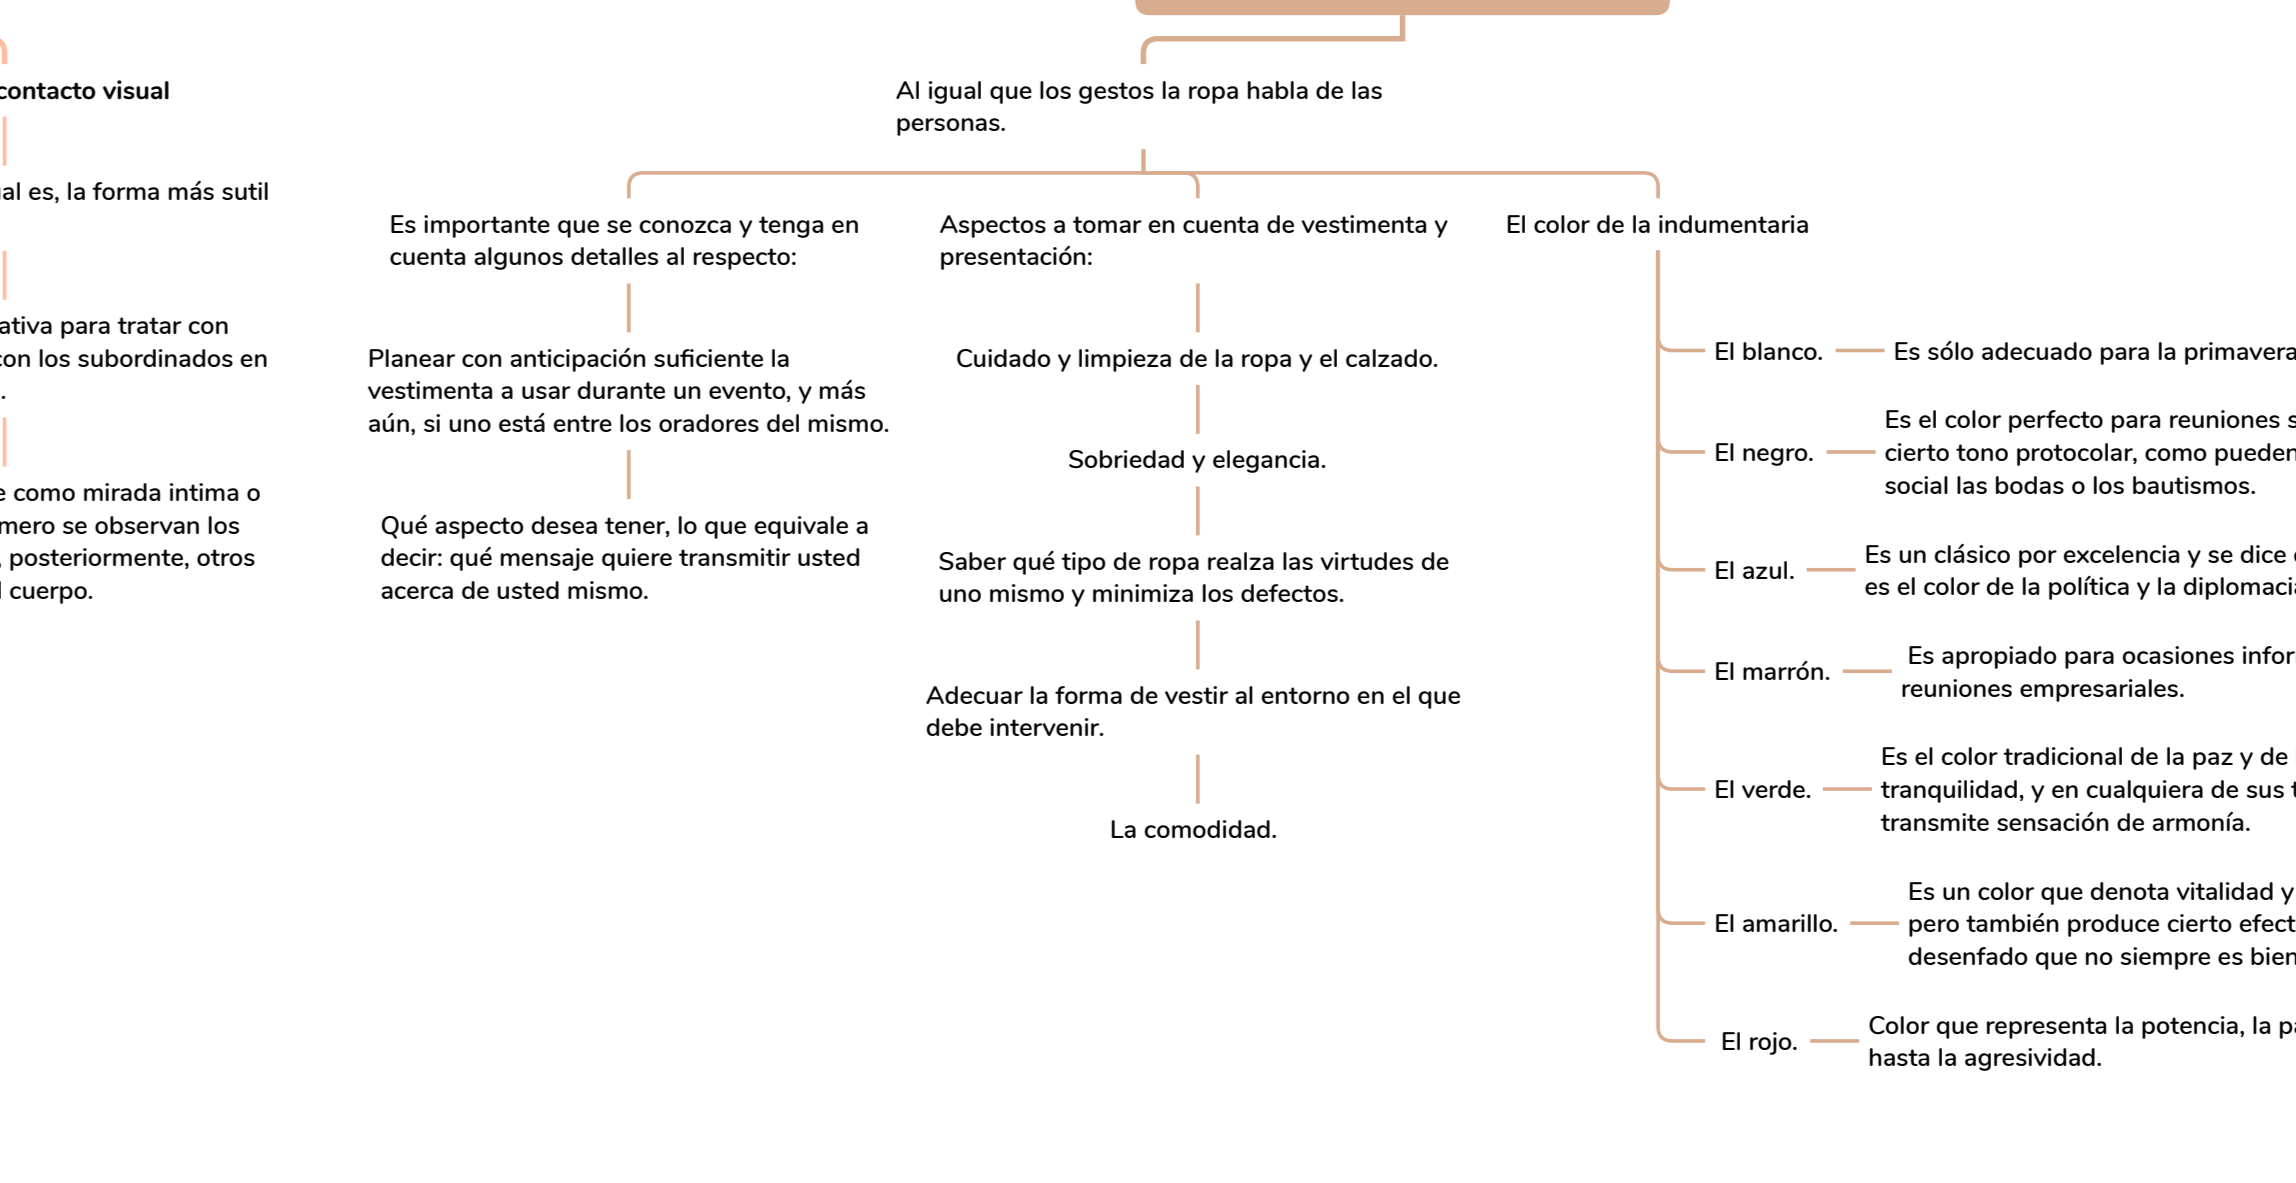 contacto visual
es, la forma más sutil
para tratar con
con los subordinados en
como mirada intima o
se observan los
posteriormente, otros
cuerpo.
Al igual que los gestos la ropa habla de las
personas.
Es importante que se conozca y tenga en
cuenta algunos detalles al respecto:
Planear con anticipación suficiente la
vestimenta a usar durante un evento, y más
aún, si uno está entre los oradores del mismo.
Qué aspecto desea tener, lo que equivale a
decir: qué mensaje quiere transmitir usted
acerca de usted mismo.
Aspectos a tomar en cuenta de vestimenta y
presentación:
Cuidado y limpieza de la ropa y el calzado.
Sobriedad y elegancia.
Saber qué tipo de ropa realza las virtudes de
uno mismo y minimiza los defectos.
Adecuar la forma de vestir al entorno en el que
debe intervenir.
La comodidad.
El color de la indumentaria
El blanco.
Es sólo adecuado para la primavera
El negro.
Es el color perfecto para reuniones
cierto tono protocolar, como pueden
social las bodas o los bautismos.
El azul.
Es un clásico por excelencia y se dice
es el color de la política y la
El marrón.
Es apropiado para ocasiones
reuniones empresariales.
El verde.
Es el color tradicional de la paz y de
tranquilidad, y en cualquiera de sus
transmite sensación de armonía.
El amarillo.
Es un color que denota vitalidad y
pero también produce cierto
desenfado que no siempre es bien
El rojo.
Color que representa la potencia, la
hasta la agresividad.